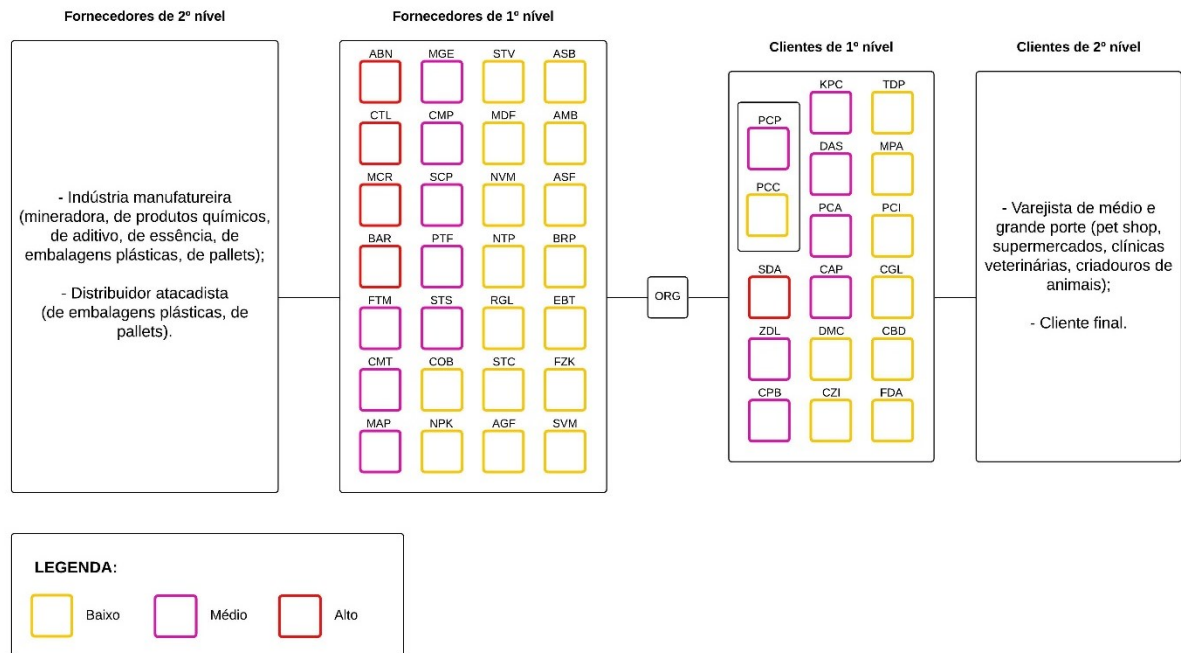 Fornecedores de 2º nível
Fornecedores de 1º nível
Clientes de 1º nível
Clientes de 2º nível
- Indústria manufatureira
(mineradora, de produtos químicos,
de aditivo, de essência, de
embalagens plásticas, de pallets);
- Distribuidor atacadista
(de embalagens plásticas, de
pallets).
ABN MGE STV ASB
CTL CMP MDF AMB
MCR SCP NVM ASF
BAR PTF NTP BRP
FTM STS RGL EBT
CMT COB STC FZK
MAP NPK AGF SVM
ORG
KPC TDP
PCP
DAS MPA
PCC
PCA PCI
SDA CAP CGL
ZDL DMC CBD
CPB CZI FDA
- Varejista de médio e
grande porte (pet shop,
supermercados, clínicas
veterinárias, criadouros de
animais);
- Cliente final.
LEGENDA:
Baixo Médio Alto